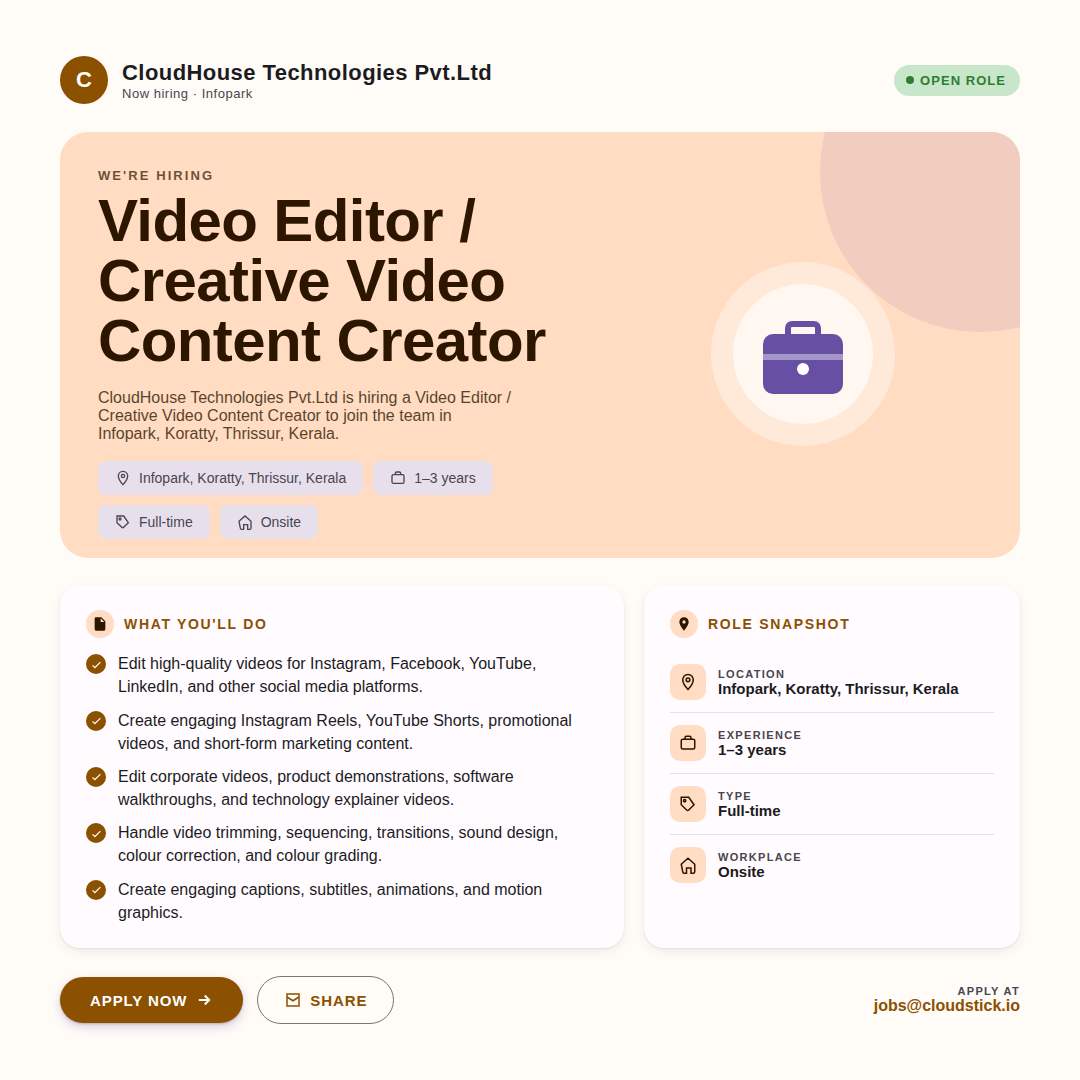 C
CloudHouse Technologies Pvt.Ltd
Now hiring · Infopark
OPEN ROLE
WE'RE HIRING
Video Editor /
Creative Video
Content Creator
CloudHouse Technologies Pvt.Ltd is hiring a Video Editor /
Creative Video Content Creator to join the team in
Infopark, Koratty, Thrissur, Kerala.
Infopark, Koratty, Thrissur, Kerala
1–3 years
Full-time
Onsite
WHAT YOU'LL DO
Edit high-quality videos for Instagram, Facebook, YouTube,
LinkedIn, and other social media platforms.
Create engaging Instagram Reels, YouTube Shorts, promotional
videos, and short-form marketing content.
Edit corporate videos, product demonstrations, software
walkthroughs, and technology explainer videos.
Handle video trimming, sequencing, transitions, sound design,
colour correction, and colour grading.
Create engaging captions, subtitles, animations, and motion
graphics.
ROLE SNAPSHOT
LOCATION
Infopark, Koratty, Thrissur, Kerala
EXPERIENCE
1–3 years
TYPE
Full-time
WORKPLACE
Onsite
APPLY NOW
SHARE
APPLY AT
jobs@cloudstick.io